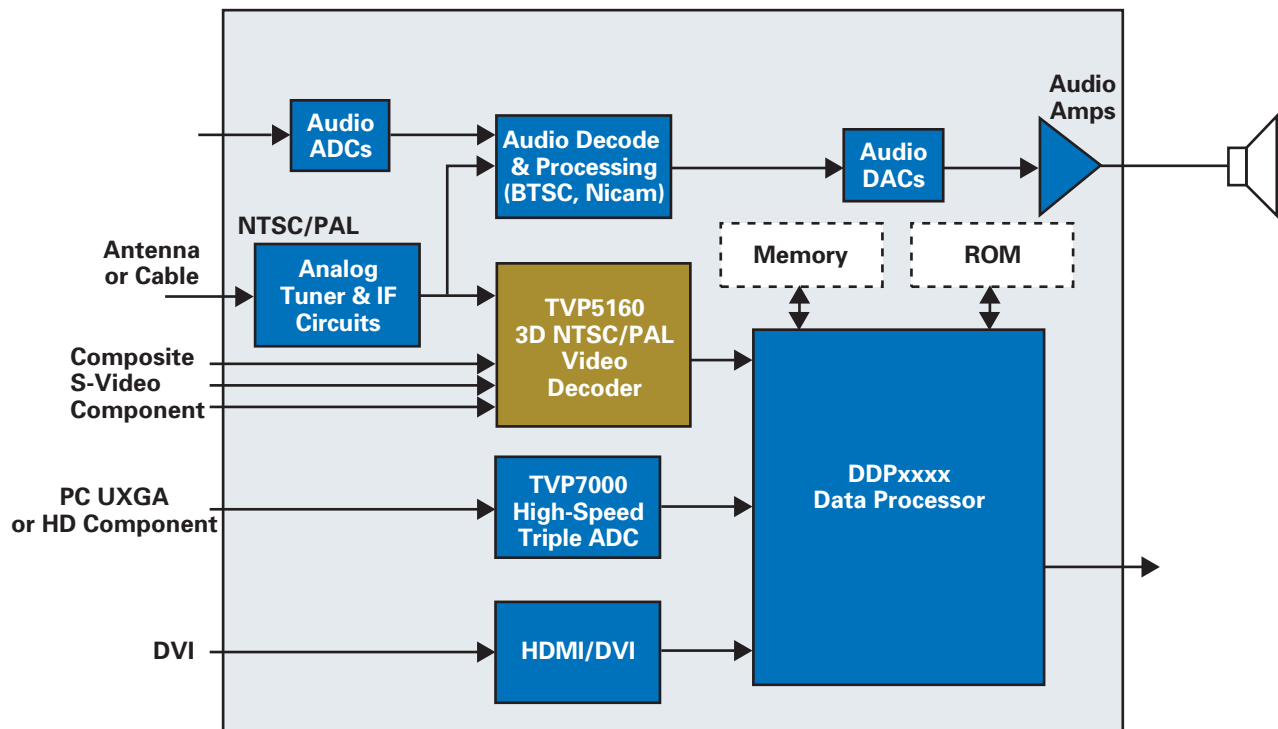 Audio
Amps
Audio
ADCs
Audio Decode
& Processing
(BTSC, Nicam)
Audio
DACs
NTSC/PAL
Antenna
or Cable
Analog
Tuner & IF
Circuits
Memory
ROM
TVP5160
3D NTSC/PAL
Video
Decoder
Composite
S-Video
Component
DDPxxxx
Data Processor
PC UXGA
or HD Component
TVP7000
High-Speed
Triple ADC
DVI
HDMI/DVI